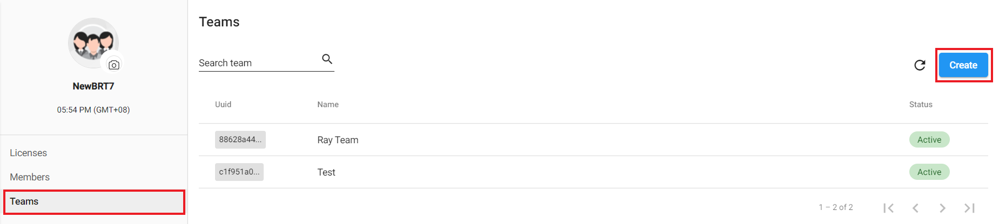 NewBRT7
05:54 PM (GMT+08)
Licenses
Members
Teams
Teams
Search team
Create
Uuid Name Status
88628a44... Ray Team Active
c1f951a0... Test Active
1 – 2 of 2